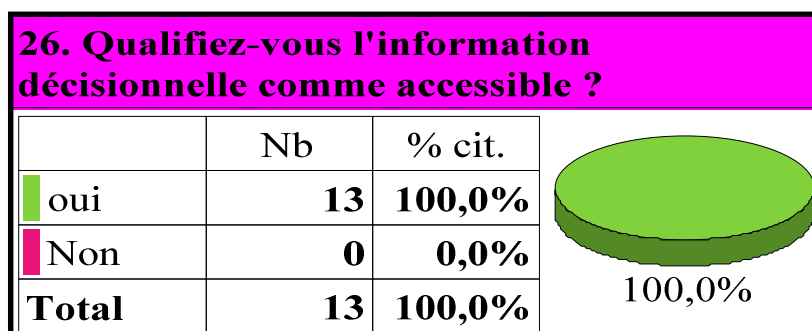 26. Qualifiez-vous l'information
décisionnelle comme accessible ?
Nb % cit.
oui 13 100,0%
Non 0 0,0%
Total 13 100,0%
100,0%